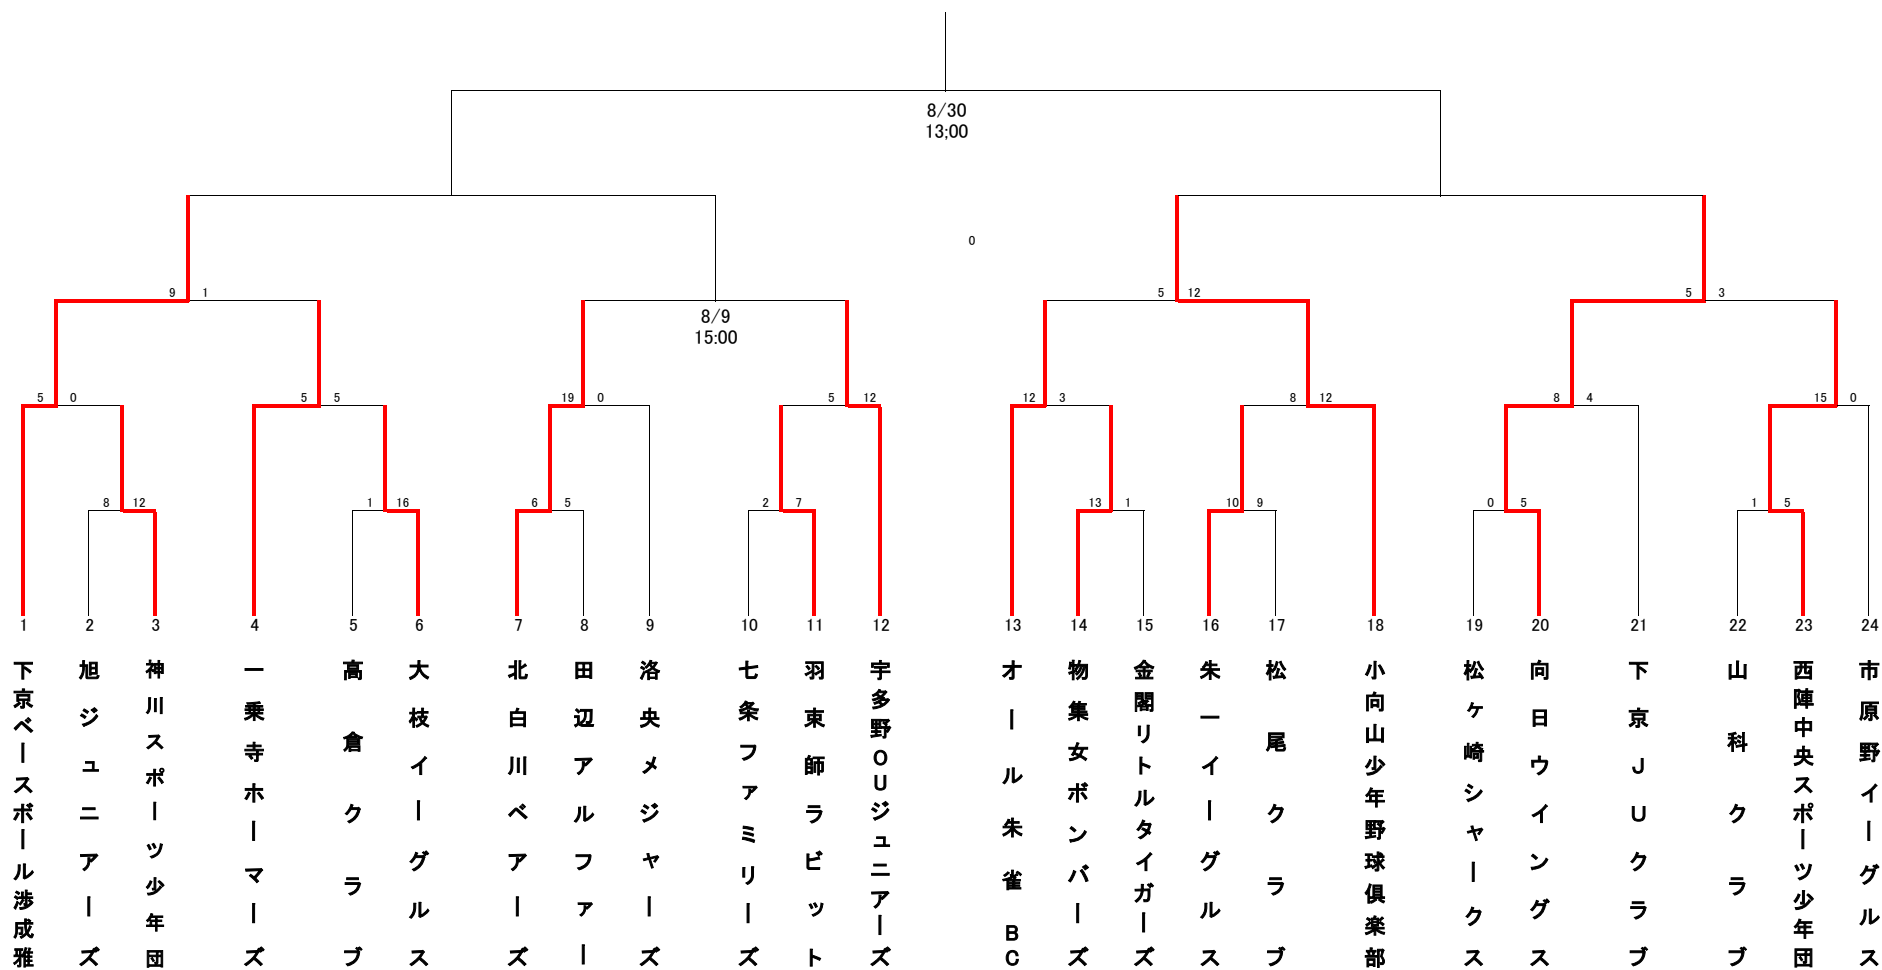 8/30
13;00
0
9 1
5 12
5 3
8/9
15:00
5 0
5 5
19 0
5 12
12 3
8 12
8 4
15 0
8 12
1 16
6 5
2 7
13 1
10 9
0 5
1 5
1 2 3 4 5 6 7 8 9 10 11 12 13 14 15 16 17 18 19 20 21 22 23 24
下京ベースボール渉成雅
旭ジュニアーズ
神川スポーツ少年団
一乗寺ホーマーズ
高倉クラブ
大枝イーグルス
北白川ベアーズ
田辺アルファー
洛央メジャーズ
七条ファミリーズ
羽束師ラビット
宇多野OUジュニアーズ
オール朱雀BC
物集女ボンバーズ
金閣リトルタイガーズ
朱一イーグルス
松尾クラブ
小向山少年野球倶楽部
松ヶ崎シャークス
向日ウイングス
下京JUクラブ
山科クラブ
西陣中央スポーツ少年団
市原野イーグルス